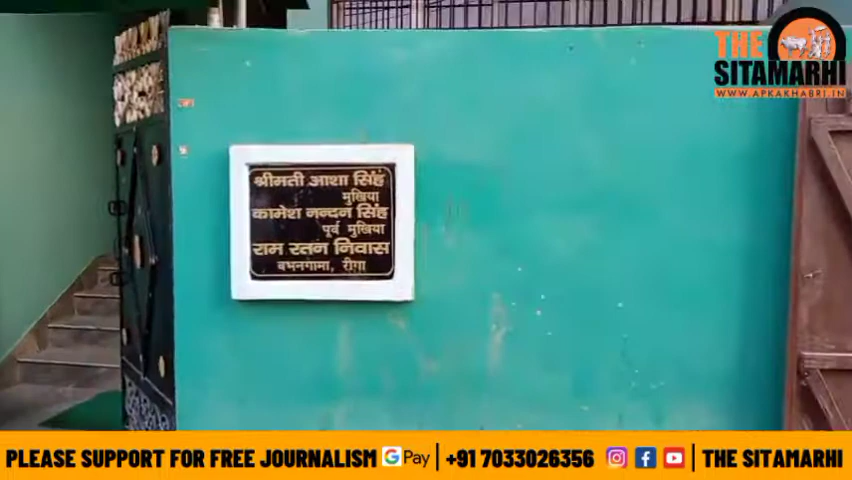 THE
SITAMARHI
WWW.APKAKHABRI.IN
श्रीमती आशा सिंह
मुखिया
कामेश नन्दन सिंह
पूर्व मुखिया
राम रतन निवास
बभनगामा, रीगा
PLEASE SUPPORT FOR FREE JOURNALISM G Pay | +91 7033026356 | THE SITAMARHI